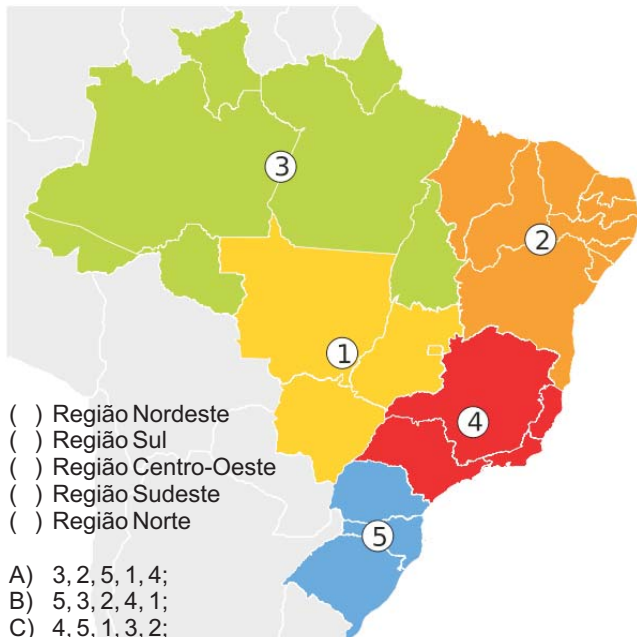 3
2
1
4
5
( ) Região Nordeste
( ) Região Sul
( ) Região Centro-Oeste
( ) Região Sudeste
( ) Região Norte
A) 3, 2, 5, 1, 4;
B) 5, 3, 2, 4, 1;
C) 4, 5, 1, 3, 2;